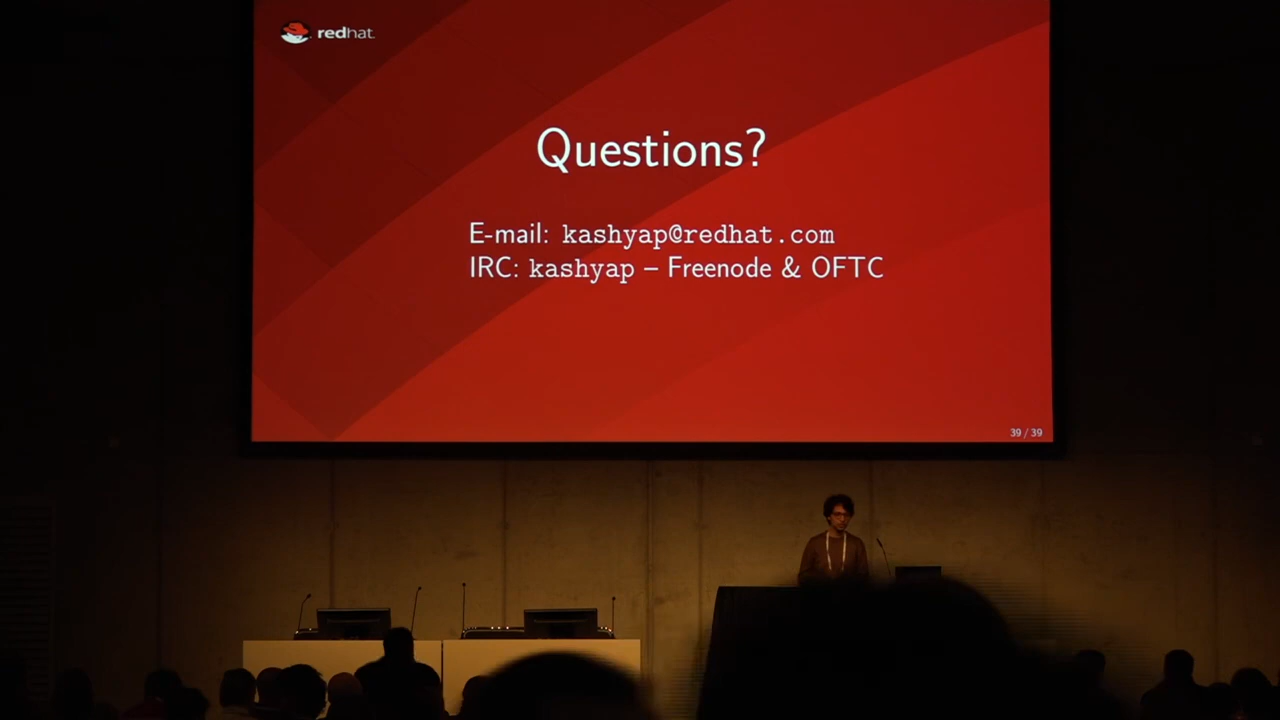 redhat.
Questions?
E-mail: kashyap@redhat.com
IRC: kashyap – Freenode & OFTC
39 / 39